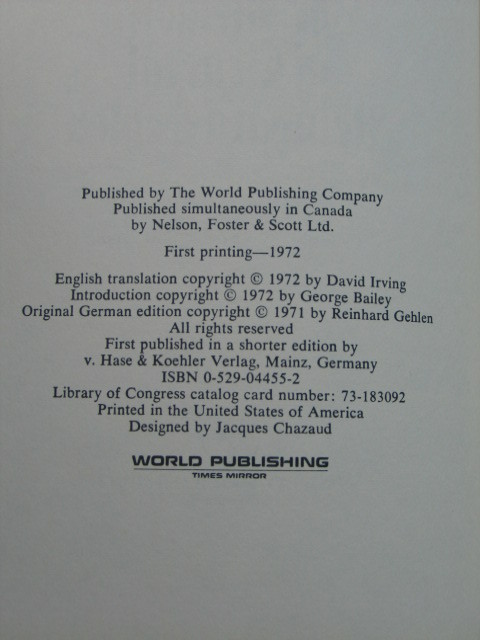 Published by The World Publishing Company
Published simultaneously in Canada
by Nelson, Foster & Scott Ltd.
First printing—1972
English translation copyright © 1972 by David Irving
Introduction copyright © 1972 by George Bailey
Original German edition copyright © 1971 by Reinhard Gehlen
All rights reserved
First published in a shorter edition by
v. Hase & Koehler Verlag, Mainz, Germany
ISBN 0-529-04455-2
Library of Congress catalog card number: 73-183092
Printed in the United States of America
Designed by Jacques Chazaud
WORLD PUBLISHING
TIMES MIRROR